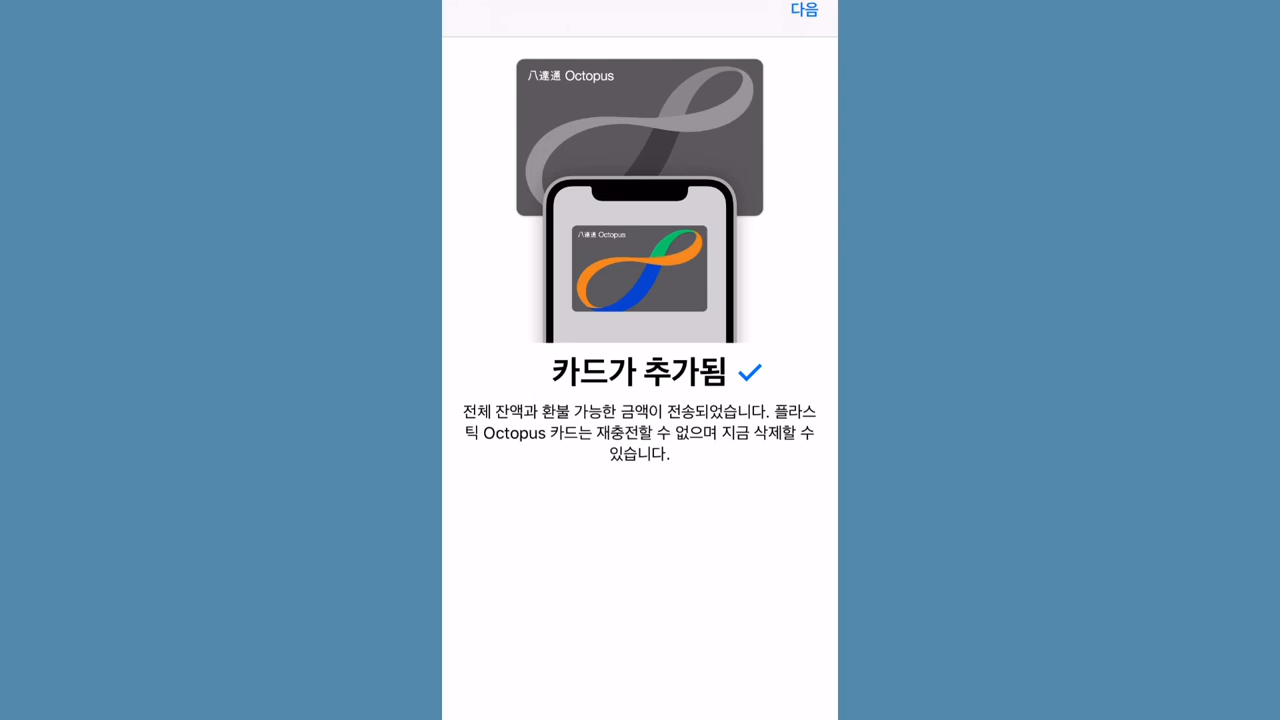 다음
八達通 Octopus
八達通 Octopus
카드가 추가됨
전체 잔액과 환불 가능한 금액이 전송되었습니다. 플라스
틱 Octopus 카드는 재충전할 수 없으며 지금 삭제할 수
있습니다.